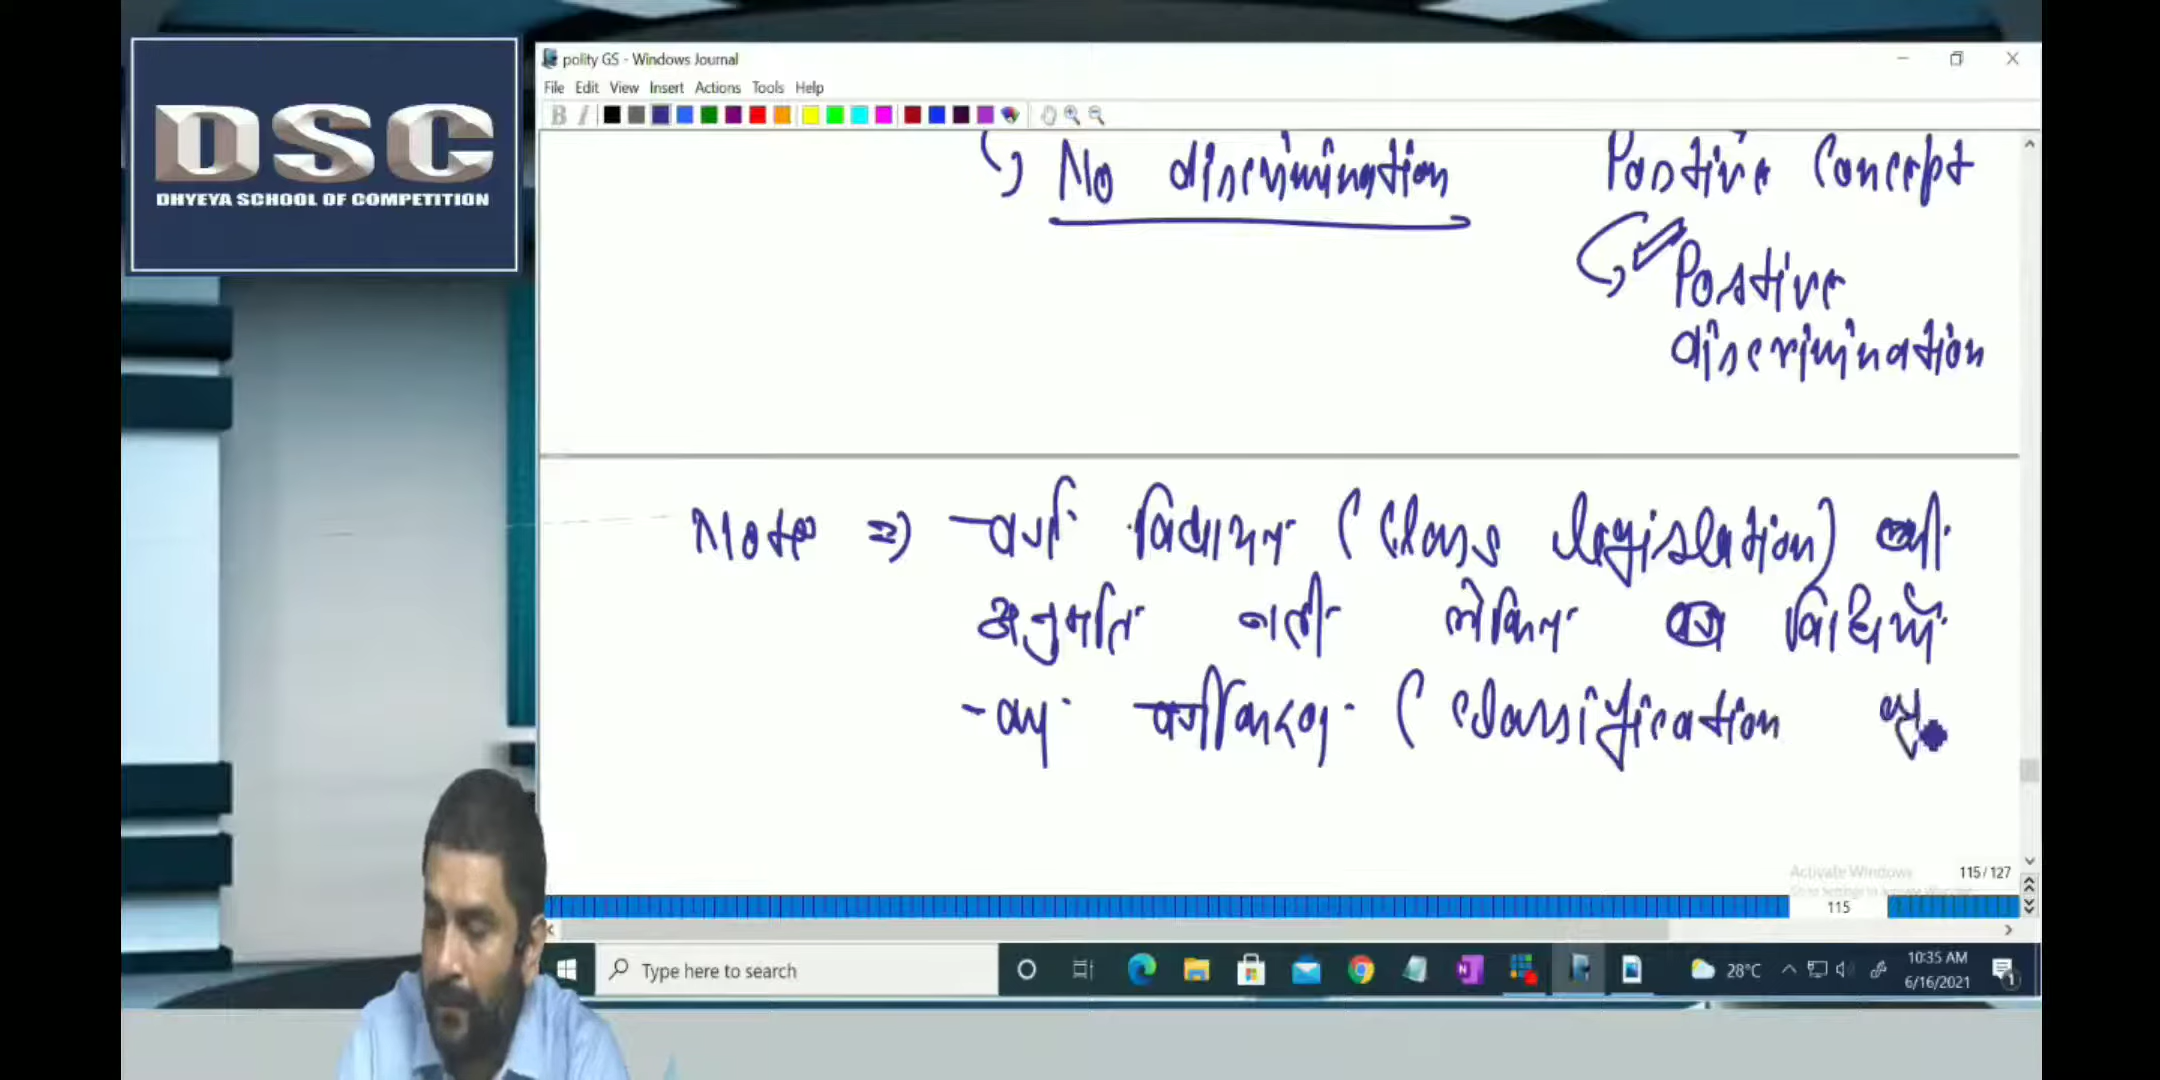 DSC
DHYEYA SCHOOL OF COMPETITION
polity GS - Windows Journal
File Edit View Insert Actions Tools Help
B I
No discrimination
Positive Concept
Positive
discrimination
Note ⇒ वर्ग विधायन (Class legislation) की
अनुमति नहीं लेकिन विधियों
का वर्गीकरण (Classification
Activate Windows
115/127
115
Type here to search
28°C
10:35 AM
6/16/2021
1